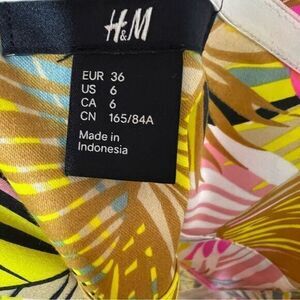 H&M
EUR 36
US 6
CA 6
CN 165/84A
Made in
Indonesia